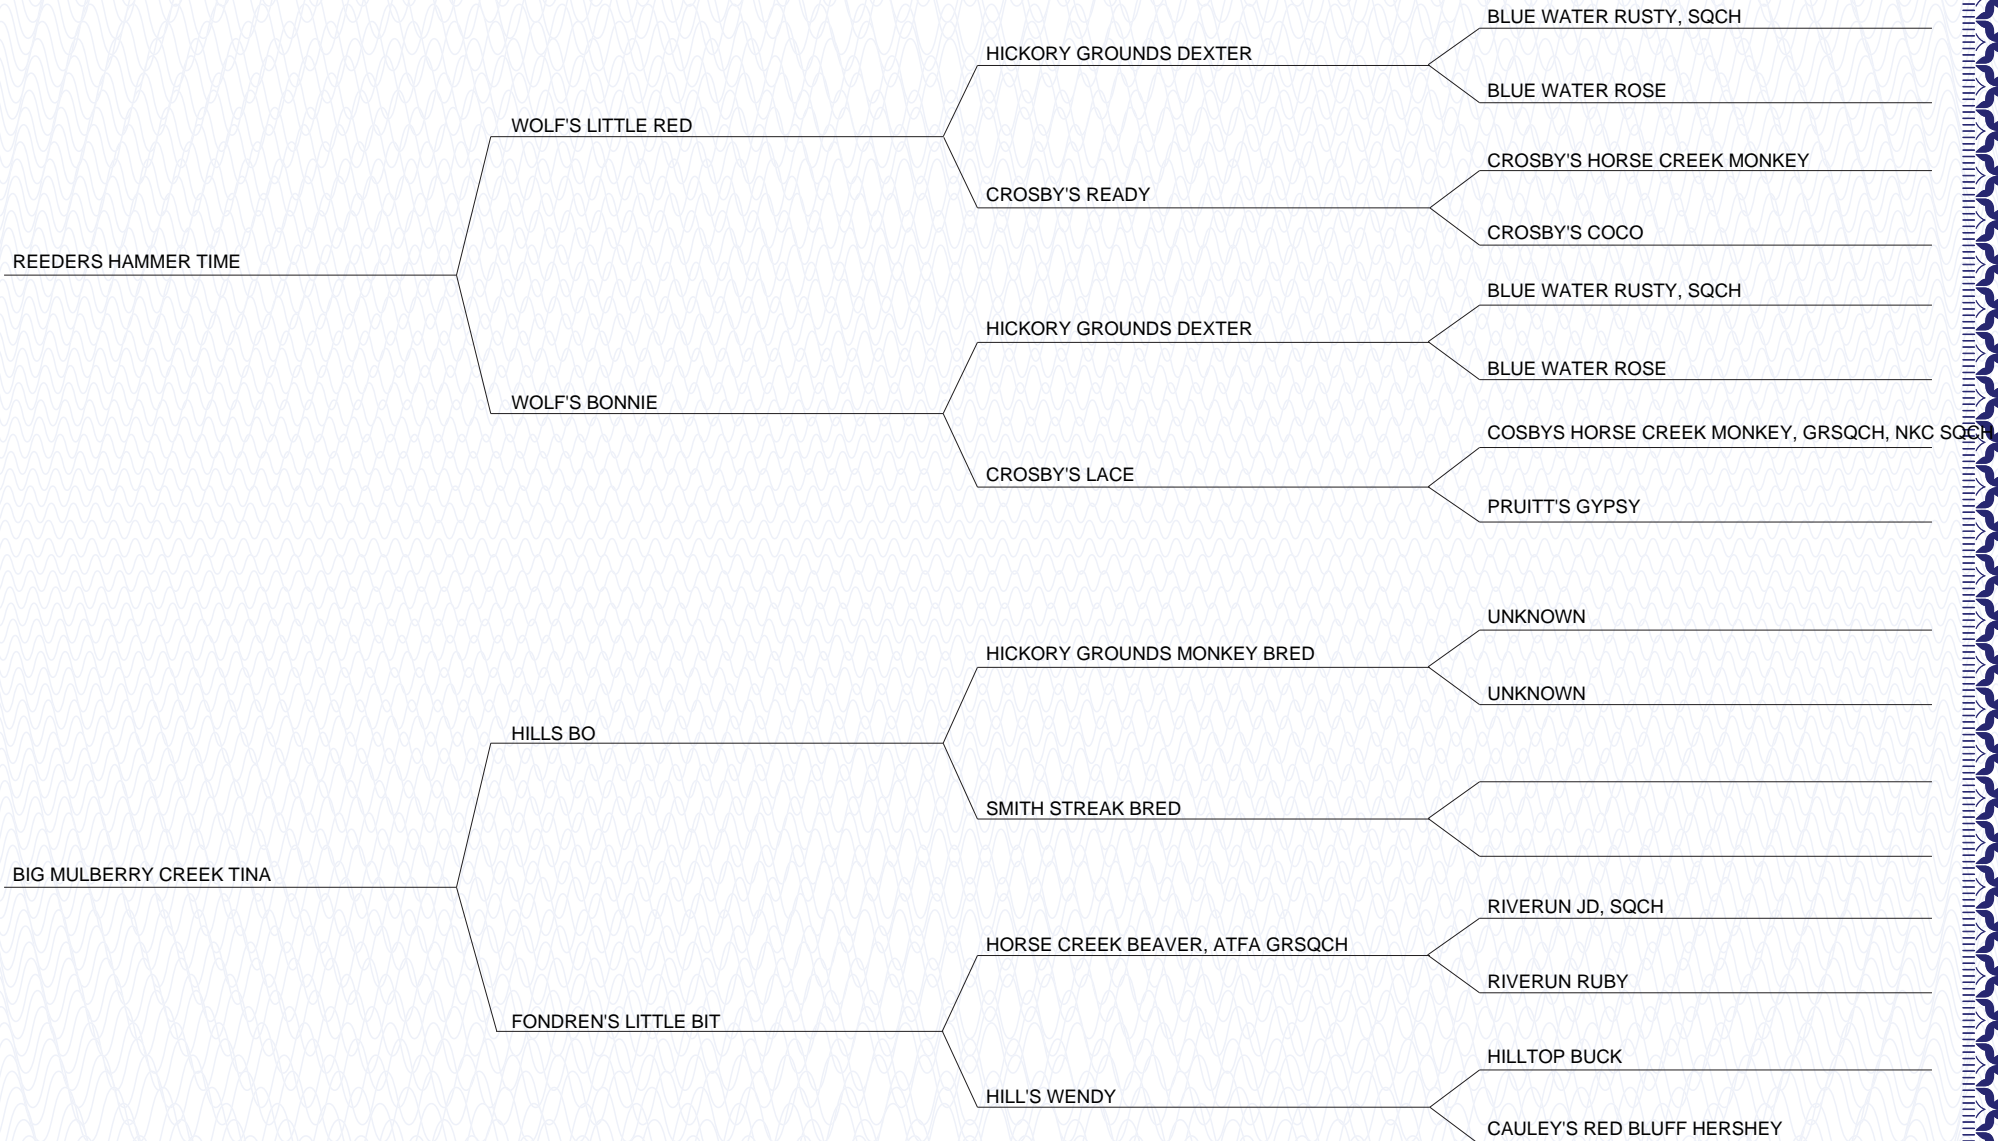 BLUE WATER RUSTY, SQCH
HICKORY GROUNDS DEXTER
BLUE WATER ROSE
WOLF'S LITTLE RED
CROSBY'S HORSE CREEK MONKEY
CROSBY'S READY
CROSBY'S COCO
REEDERS HAMMER TIME
BLUE WATER RUSTY, SQCH
HICKORY GROUNDS DEXTER
BLUE WATER ROSE
WOLF'S BONNIE
COSBYS HORSE CREEK MONKEY, GRSQCH, NKC SQCH
CROSBY'S LACE
PRUITT'S GYPSY
UNKNOWN
HICKORY GROUNDS MONKEY BRED
UNKNOWN
HILLS BO
SMITH STREAK BRED
BIG MULBERRY CREEK TINA
RIVERUN JD, SQCH
HORSE CREEK BEAVER, ATFA GRSQCH
RIVERUN RUBY
FONDREN'S LITTLE BIT
HILLTOP BUCK
HILL'S WENDY
CAULEY'S RED BLUFF HERSHEY